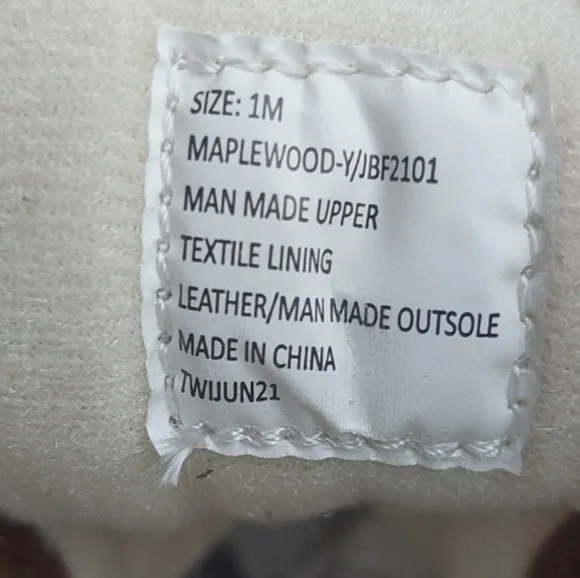 SIZE: 1M
MAPLEWOOD-Y/JBF2101
MAN MADE UPPER
TEXTILE LINING
LEATHER/MAN MADE OUTSOLE
MADE IN CHINA
TWIJUN21